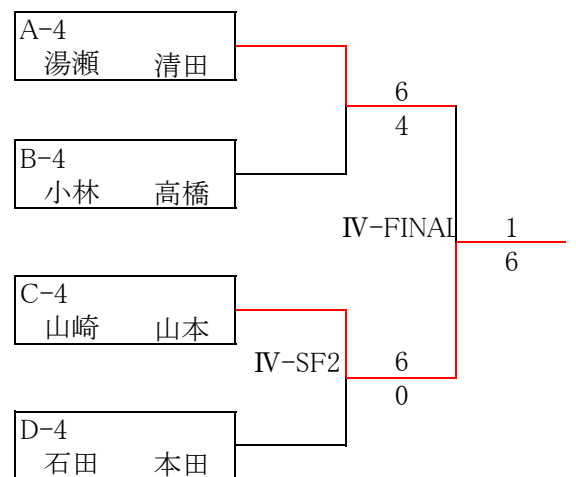 A-4
湯瀬 清田
6
4
B-4
小林 高橋
Ⅳ-FINAL
1
6
C-4
山崎 山本
Ⅳ-SF2
6
0
D-4
石田 本田